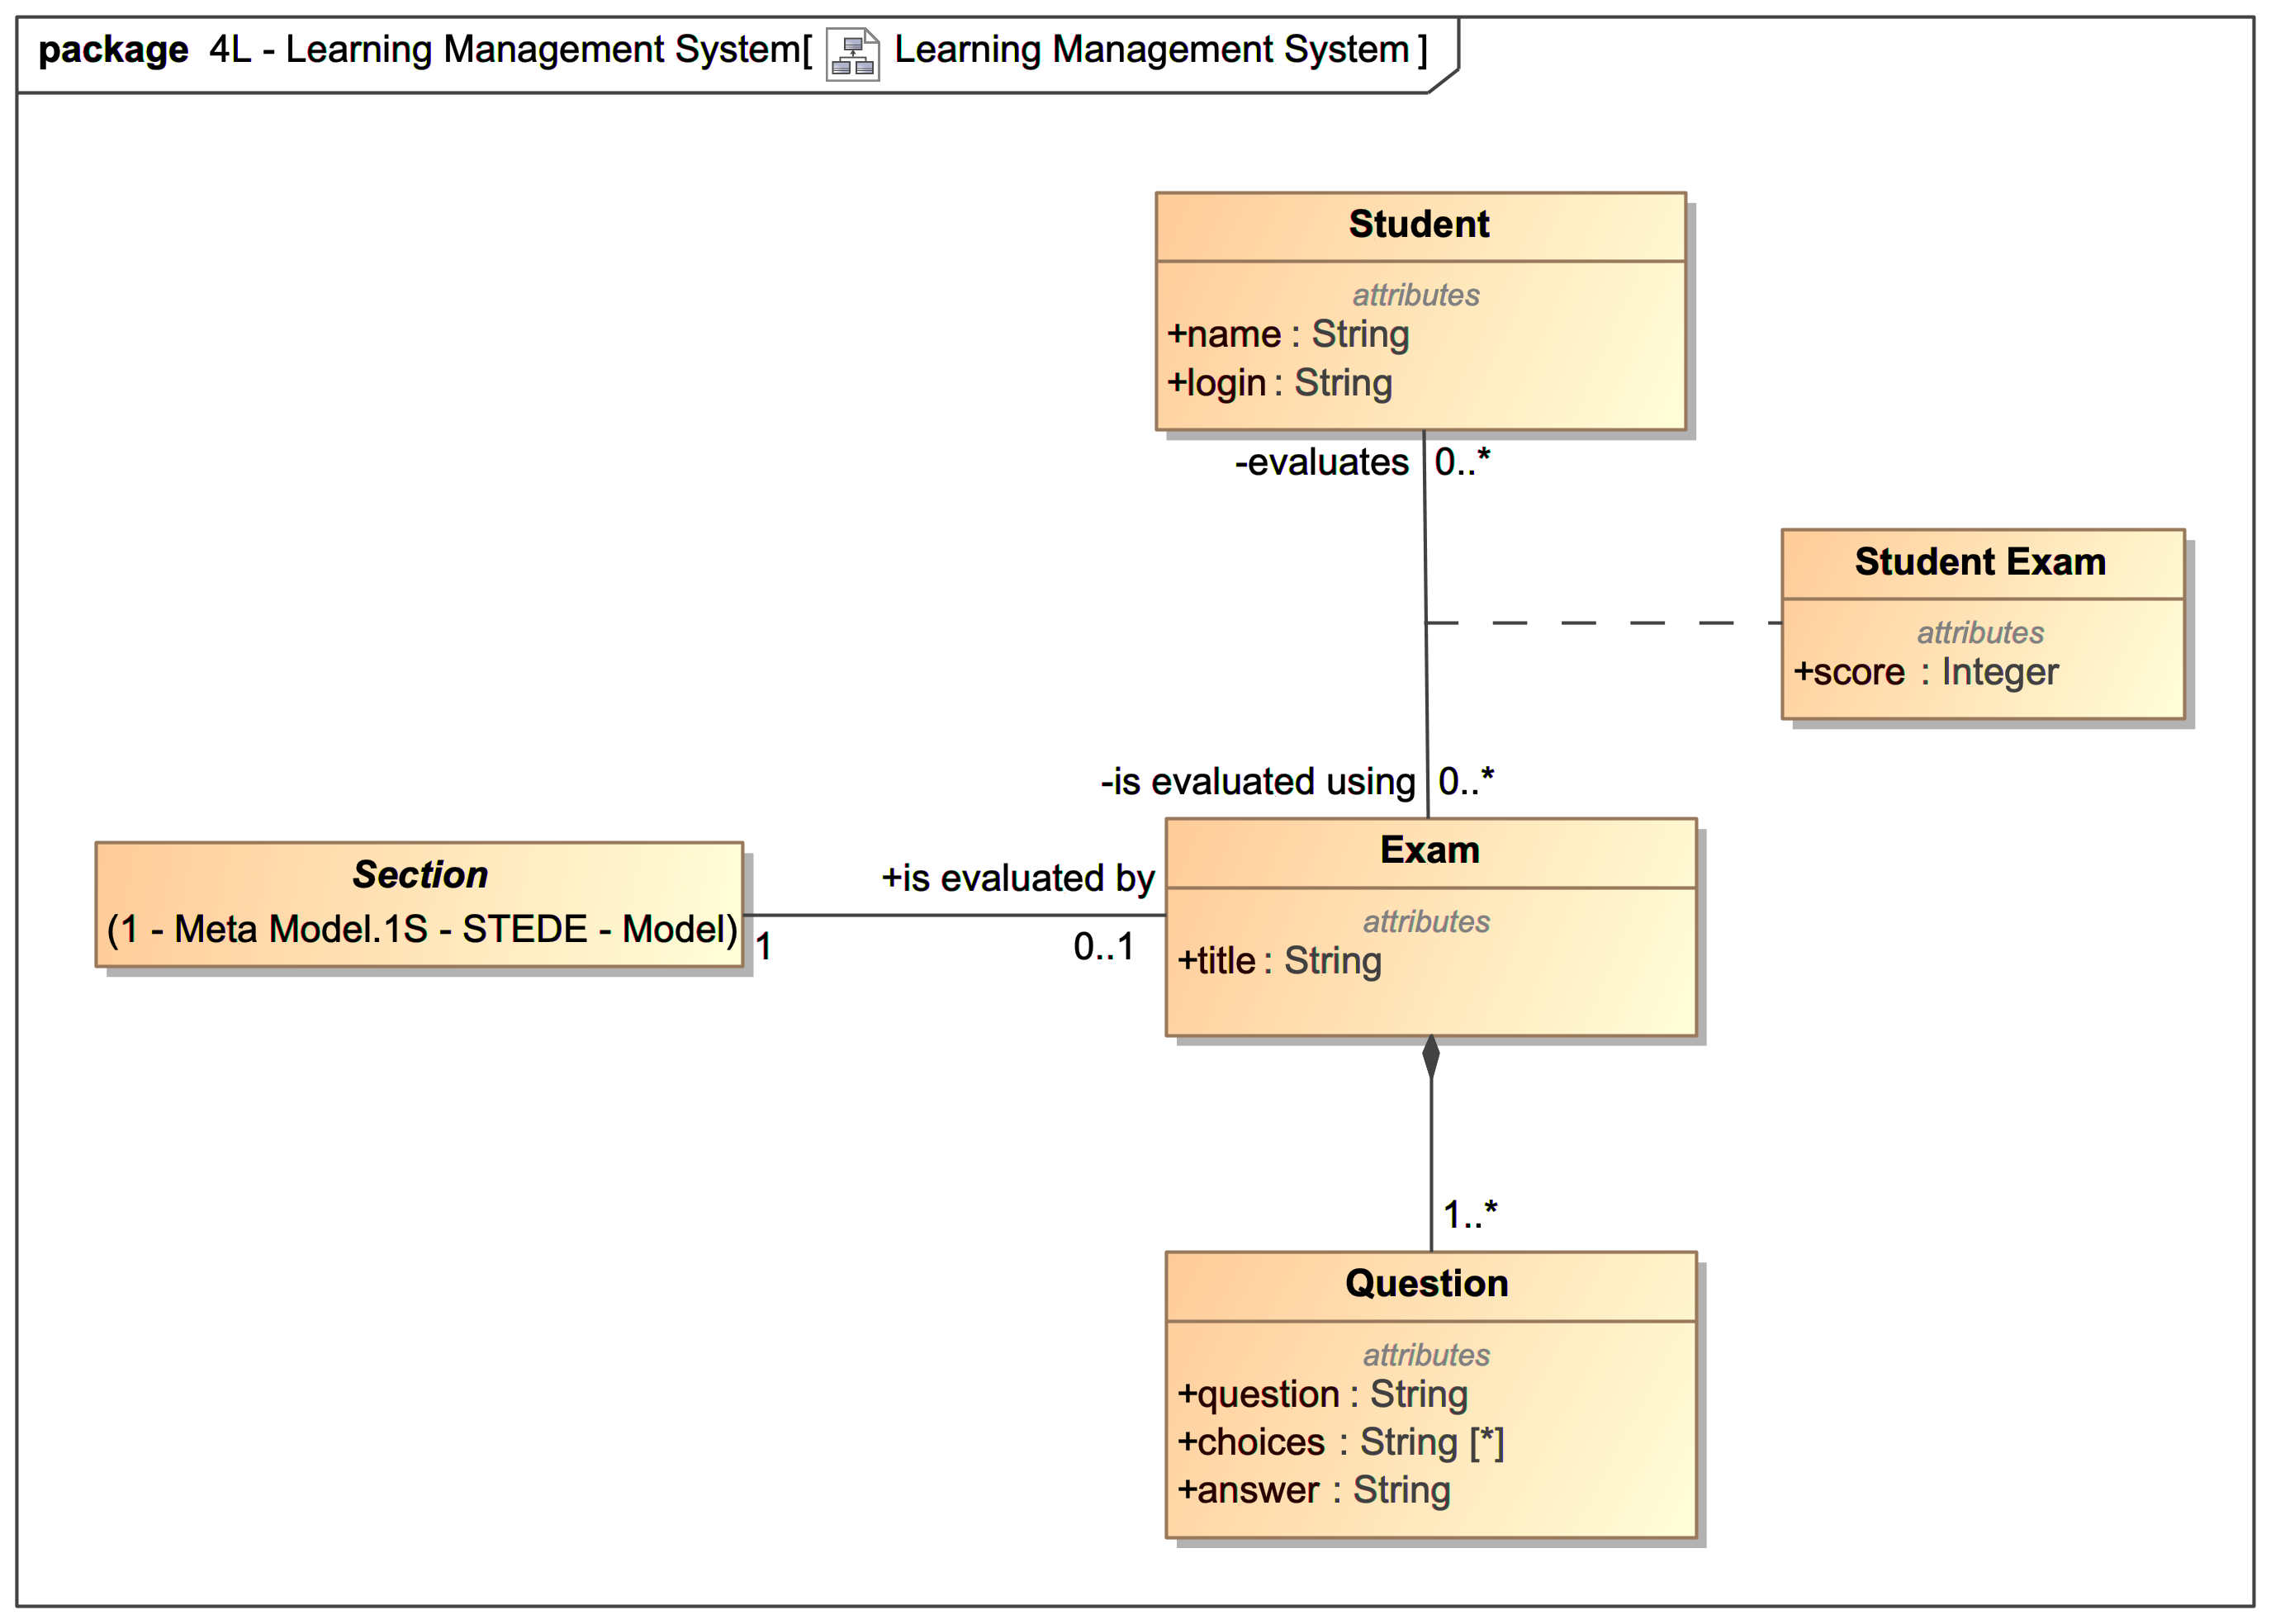 package 4L - Learning Management System[ Learning Management System ]
Student
attributes
+name : String
+login : String
-evaluates 0..*
Student Exam
attributes
+score : Integer
-is evaluated using 0..*
Section
(1 - Meta Model.1S - STEDE - Model)
1
+is evaluated by
0..1
Exam
attributes
+title : String
1..*
Question
attributes
+question : String
+choices : String [*]
+answer : String